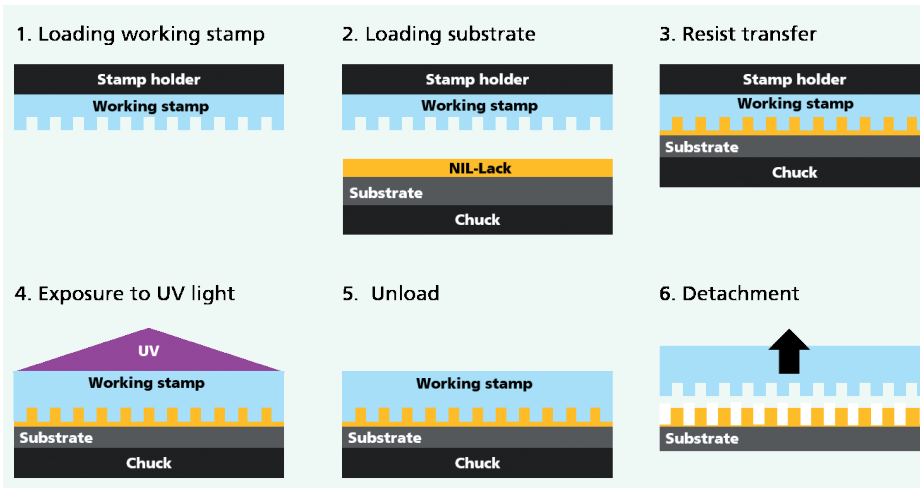 1. Loading working stamp
Stamp holder
Working stamp
2. Loading substrate
Stamp holder
Working stamp
NIL-Lack
Substrate
Chuck
3. Resist transfer
Stamp holder
Working stamp
Substrate
Chuck
4. Exposure to UV light
UV
Working stamp
Substrate
Chuck
5. Unload
Working stamp
Substrate
Chuck
6. Detachment
Substrate